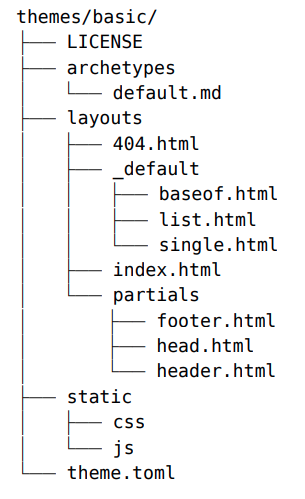 themes/basic/
├── LICENSE
├── archetypes
│   └── default.md
├── layouts
│   ├── 404.html
│   ├── _default
│   │   ├── baseof.html
│   │   ├── list.html
│   │   └── single.html
│   ├── index.html
│   └── partials
│       ├── footer.html
│       ├── head.html
│       └── header.html
├── static
│   ├── css
│   └── js
└── theme.toml